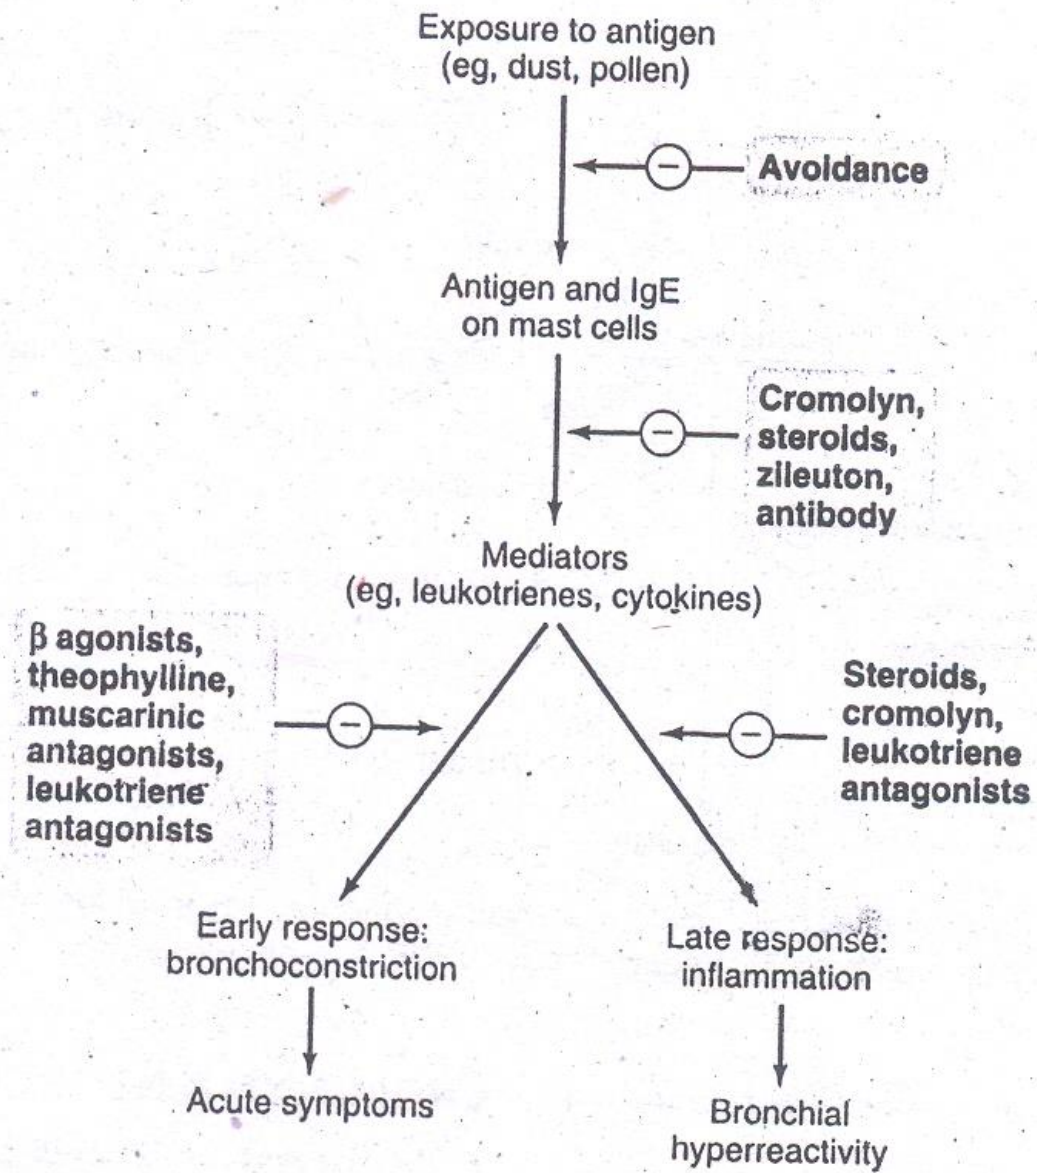 Exposure to antigen
(eg, dust, pollen)
−
Avoidance
Antigen and IgE
on mast cells
−
Cromolyn,
steroids,
zileuton,
antibody
Mediators
(eg, leukotrienes, cytokines)
β agonists,
theophylline,
muscarinic
antagonists,
leukotriene
antagonists
−
−
Steroids,
cromolyn,
leukotriene
antagonists
Early response:
bronchoconstriction
Late response:
inflammation
Acute symptoms
Bronchial
hyperreactivity